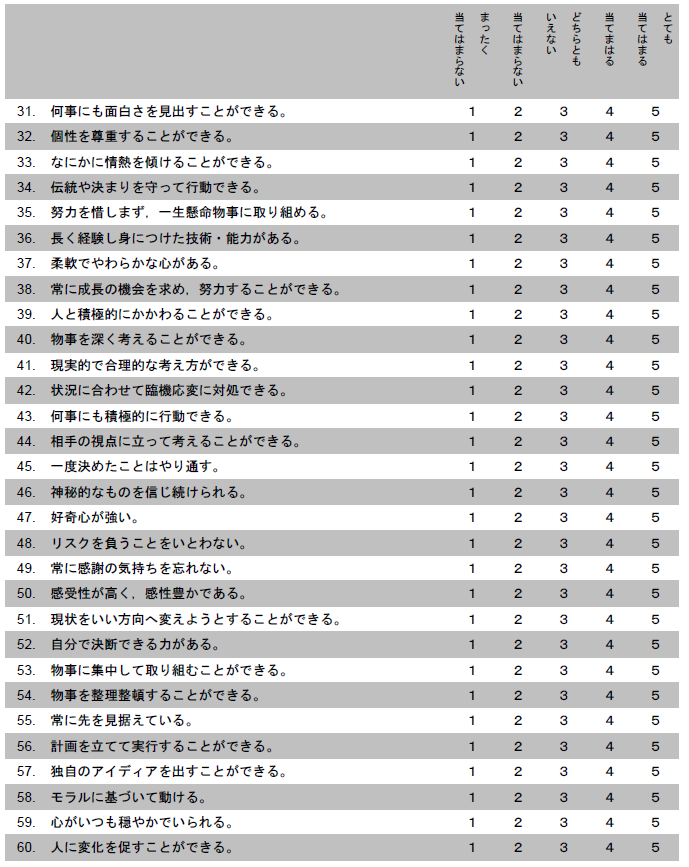 まったく
当てはまらない
当てはまらない
どちらとも
いえない
当てまはる
とても
当てはまる
31. 何事にも面白さを見出すことができる。 1 2 3 4 5
32. 個性を尊重することができる。 1 2 3 4 5
33. なにかに情熱を傾けることができる。 1 2 3 4 5
34. 伝統や決まりを守って行動できる。 1 2 3 4 5
35. 努力を惜しまず，一生懸命物事に取り組める。 1 2 3 4 5
36. 長く経験し身につけた技術・能力がある。 1 2 3 4 5
37. 柔軟でやわらかな心がある。 1 2 3 4 5
38. 常に成長の機会を求め，努力することができる。 1 2 3 4 5
39. 人と積極的にかかわることができる。 1 2 3 4 5
40. 物事を深く考えることができる。 1 2 3 4 5
41. 現実的で合理的な考え方ができる。 1 2 3 4 5
42. 状況に合わせて臨機応変に対処できる。 1 2 3 4 5
43. 何事にも積極的に行動できる。 1 2 3 4 5
44. 相手の視点に立って考えることができる。 1 2 3 4 5
45. 一度決めたことはやり通す。 1 2 3 4 5
46. 神秘的なものを信じ続けられる。 1 2 3 4 5
47. 好奇心が強い。 1 2 3 4 5
48. リスクを負うことをいとわない。 1 2 3 4 5
49. 常に感謝の気持ちを忘れない。 1 2 3 4 5
50. 感受性が高く，感性豊かである。 1 2 3 4 5
51. 現状をいい方向へ変えようとすることができる。 1 2 3 4 5
52. 自分で決断できる力がある。 1 2 3 4 5
53. 物事に集中して取り組むことができる。 1 2 3 4 5
54. 物事を整理整頓することができる。 1 2 3 4 5
55. 常に先を見据えている。 1 2 3 4 5
56. 計画を立てて実行することができる。 1 2 3 4 5
57. 独自のアイディアを出すことができる。 1 2 3 4 5
58. モラルに基づいて動ける。 1 2 3 4 5
59. 心がいつも穏やかでいられる。 1 2 3 4 5
60. 人に変化を促すことができる。 1 2 3 4 5